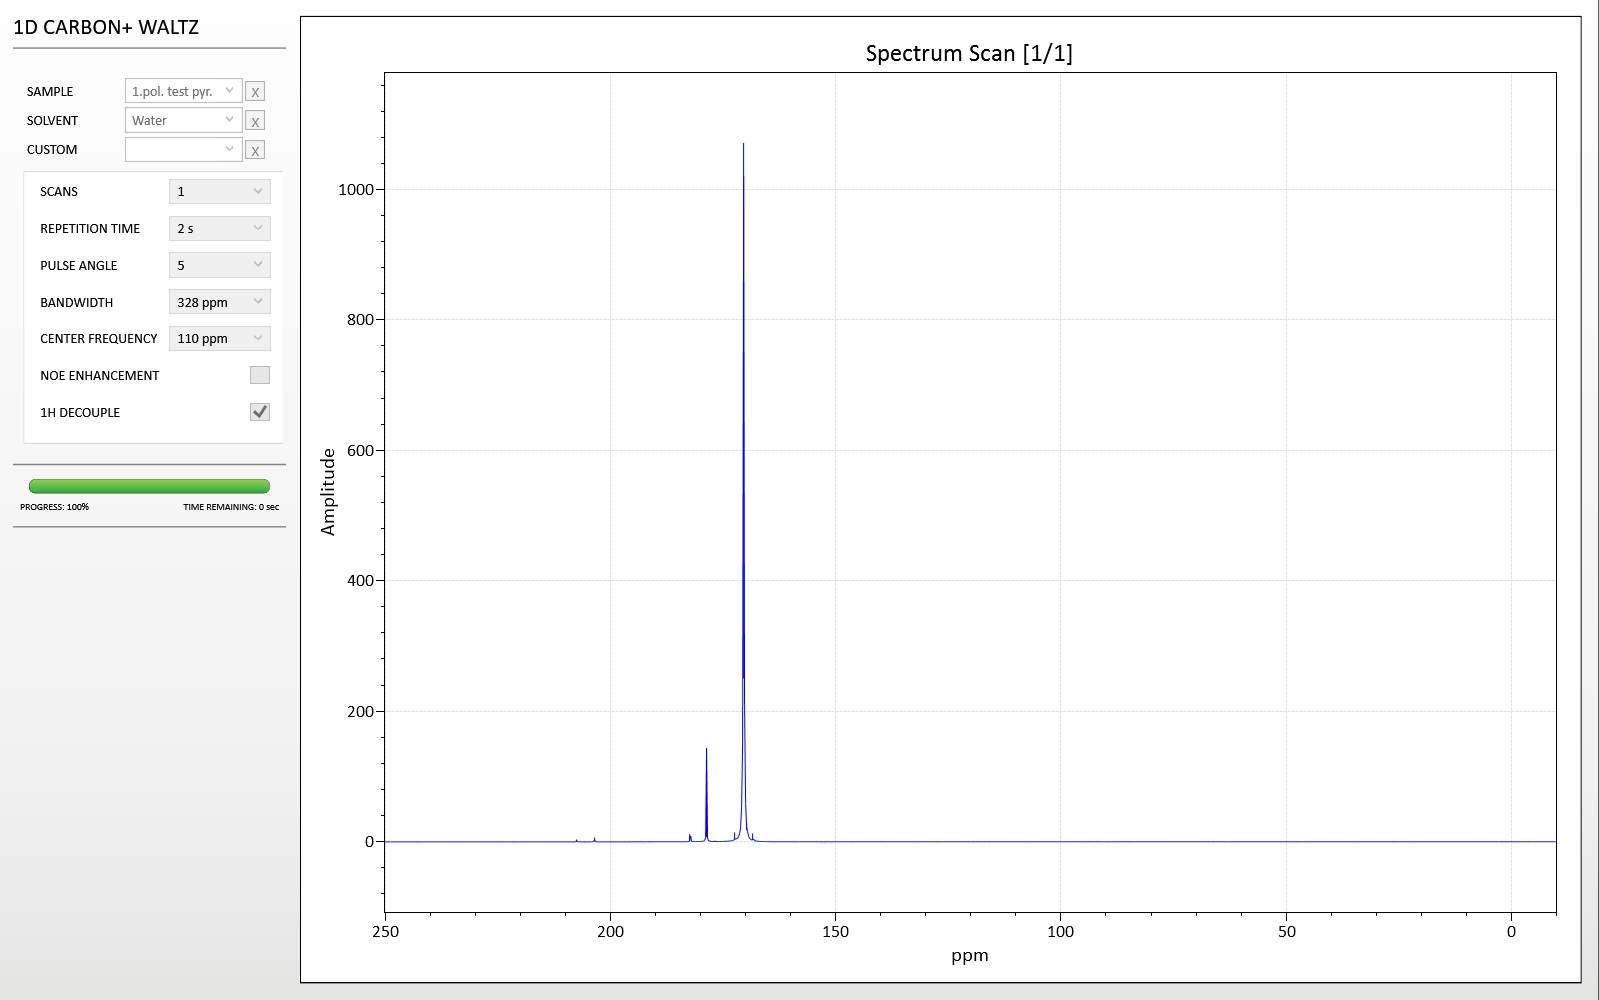 1D CARBON+ WALTZ
SAMPLE 1.pol. test pyr. X
SOLVENT Water X
CUSTOM X
SCANS 1
REPETITION TIME 2 s
PULSE ANGLE 5
BANDWIDTH 328 ppm
CENTER FREQUENCY 110 ppm
NOE ENHANCEMENT
1H DECOUPLE
PROGRESS: 100% TIME REMAINING: 0 sec
Spectrum Scan [1/1]
Amplitude
1000
800
600
400
200
0
250 200 150 100 50 0
ppm